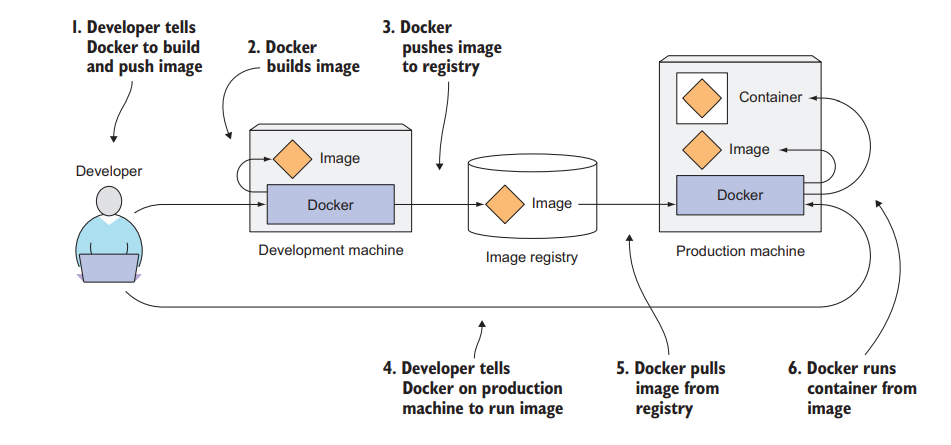 1. Developer tells
Docker to build
and push image
2. Docker
builds image
3. Docker
pushes image
to registry
Container
Image
Docker
Production machine
Developer
Image
Docker
Development machine
Image
Image registry
4. Developer tells
Docker on production
machine to run image
5. Docker pulls
image from
registry
6. Docker runs
container from
image